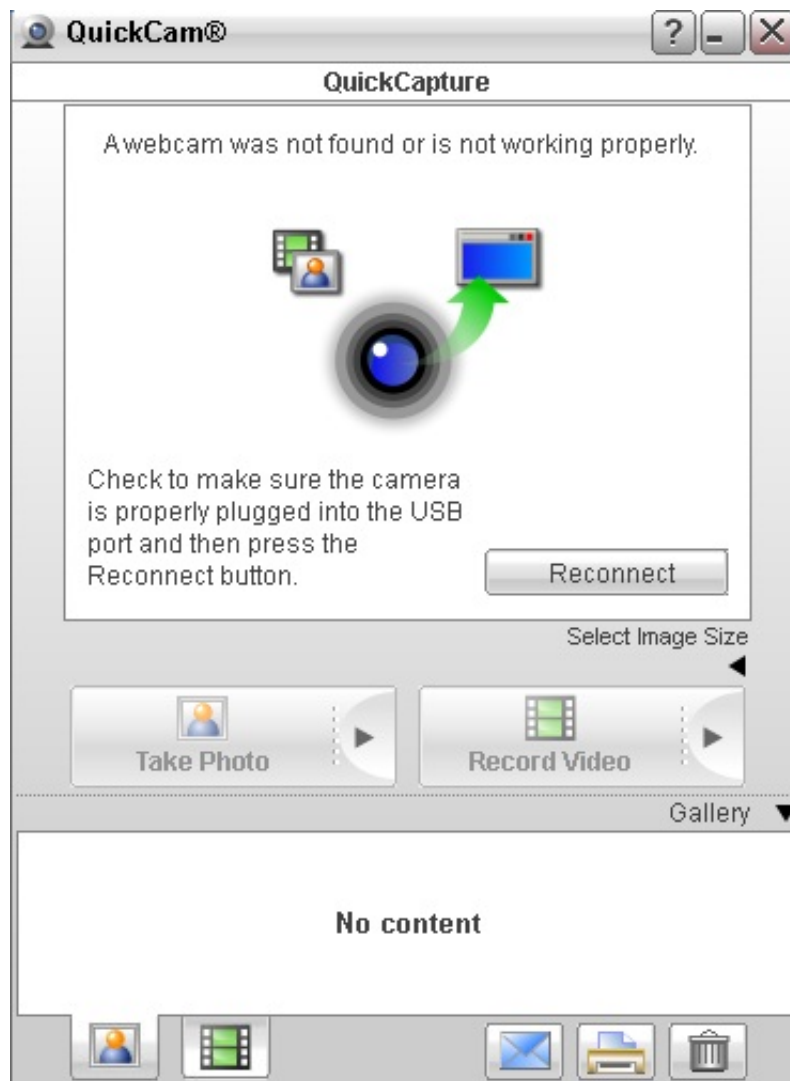 QuickCam®
?
QuickCapture
A webcam was not found or is not working properly.
Check to make sure the camera
is properly plugged into the USB
port and then press the
Reconnect button.
Reconnect
Select Image Size
Take Photo
Record Video
Gallery
No content